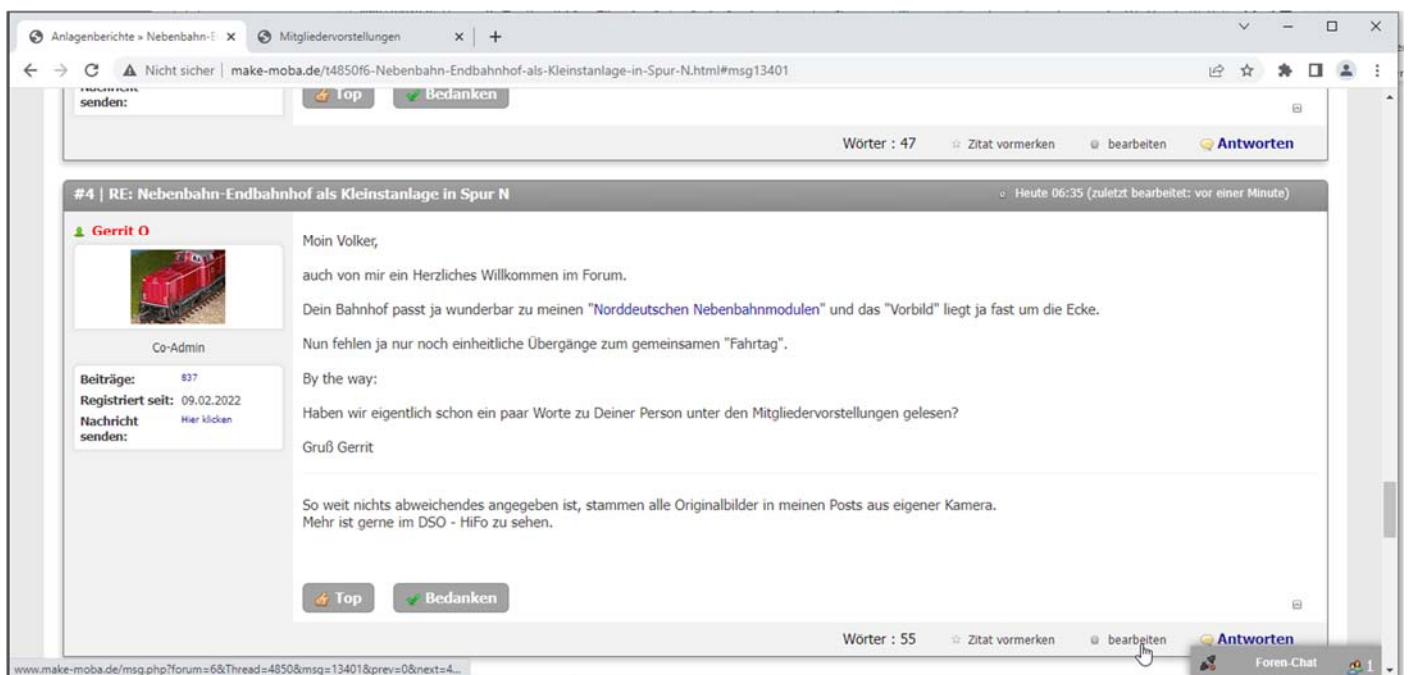 Anlagenberichte » Nebenbahn-E
Mitgliedervorstellungen
Nicht sicher | make-moba.de/t4850f6-Nebenbahn-Endbahnhof-als-Kleinstanlage-in-Spur-N.html#msg13401
senden:
Top
Bedanken
Wörter : 47
Zitat vormerken
bearbeiten
Antworten
#4 | RE: Nebenbahn-Endbahnhof als Kleinstanlage in Spur N
Heute 06:35 (zuletzt bearbeitet: vor einer Minute)
Gerrit O
Co-Admin
Beiträge: 837
Registriert seit: 09.02.2022
Nachricht Hier klicken
senden:
Moin Volker,
auch von mir ein Herzliches Willkommen im Forum.
Dein Bahnhof passt ja wunderbar zu meinen "Norddeutschen Nebenbahnmodulen" und das "Vorbild" liegt ja fast um die Ecke.
Nun fehlen ja nur noch einheitliche Übergänge zum gemeinsamen "Fahrtag".
By the way:
Haben wir eigentlich schon ein paar Worte zu Deiner Person unter den Mitgliedervorstellungen gelesen?
Gruß Gerrit
So weit nichts abweichendes angegeben ist, stammen alle Originalbilder in meinen Posts aus eigener Kamera.
Mehr ist gerne im DSO - HiFo zu sehen.
Top
Bedanken
Wörter : 55
Zitat vormerken
bearbeiten
Antworten
www.make-moba.de/msg.php?forum=6&Thread=4850&msg=13401&prev=0&next=4...
Foren-Chat
1